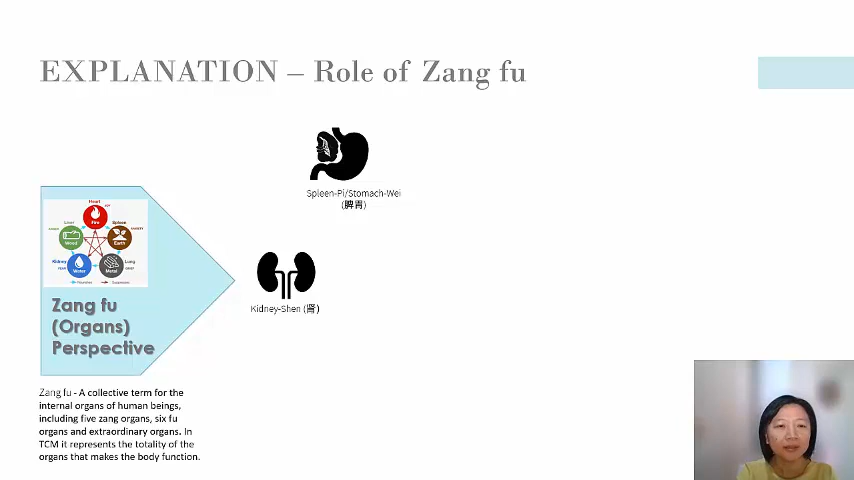 EXPLANATION – Role of Zang fu
Spleen-Pi/Stomach-Wei
(脾胃)
Heart
Fire
Liver
Spleen
Wood
Earth
Kidney
Lung
Water
Metal
Kidney-Shen (肾)
Zang fu
(Organs)
Perspective
Zang fu - A collective term for the
internal organs of human beings,
including five zang organs, six fu
organs and extraordinary organs. In
TCM it represents the totality of the
organs that makes the body function.